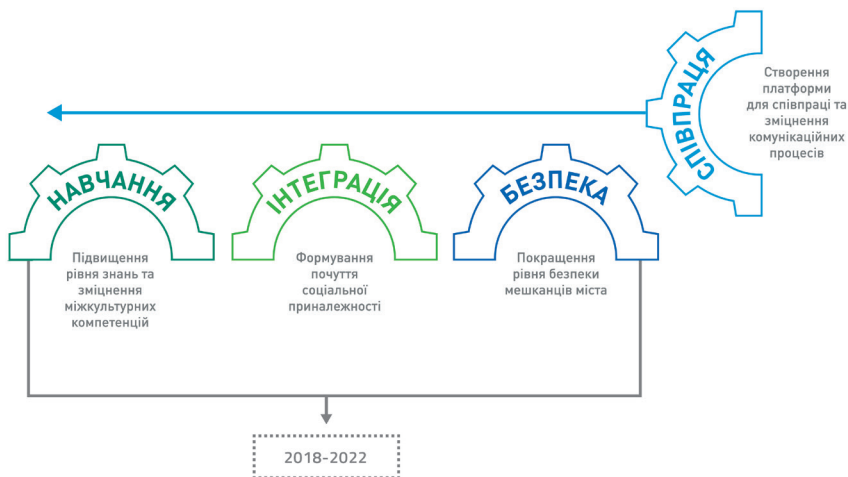 СПІВПРАЦЯ
Створення
платформи
для співпраці та
зміцнення
комунікаційних
процесів
НАВЧАННЯ
Підвищення
рівня знань та
зміцнення
міжкультурних
компетенцій
ІНТЕГРАЦІЯ
Формування
почуття
соціальної
приналежності
БЕЗПЕКА
Покращення
рівня безпеки
мешканців міста
2018-2022